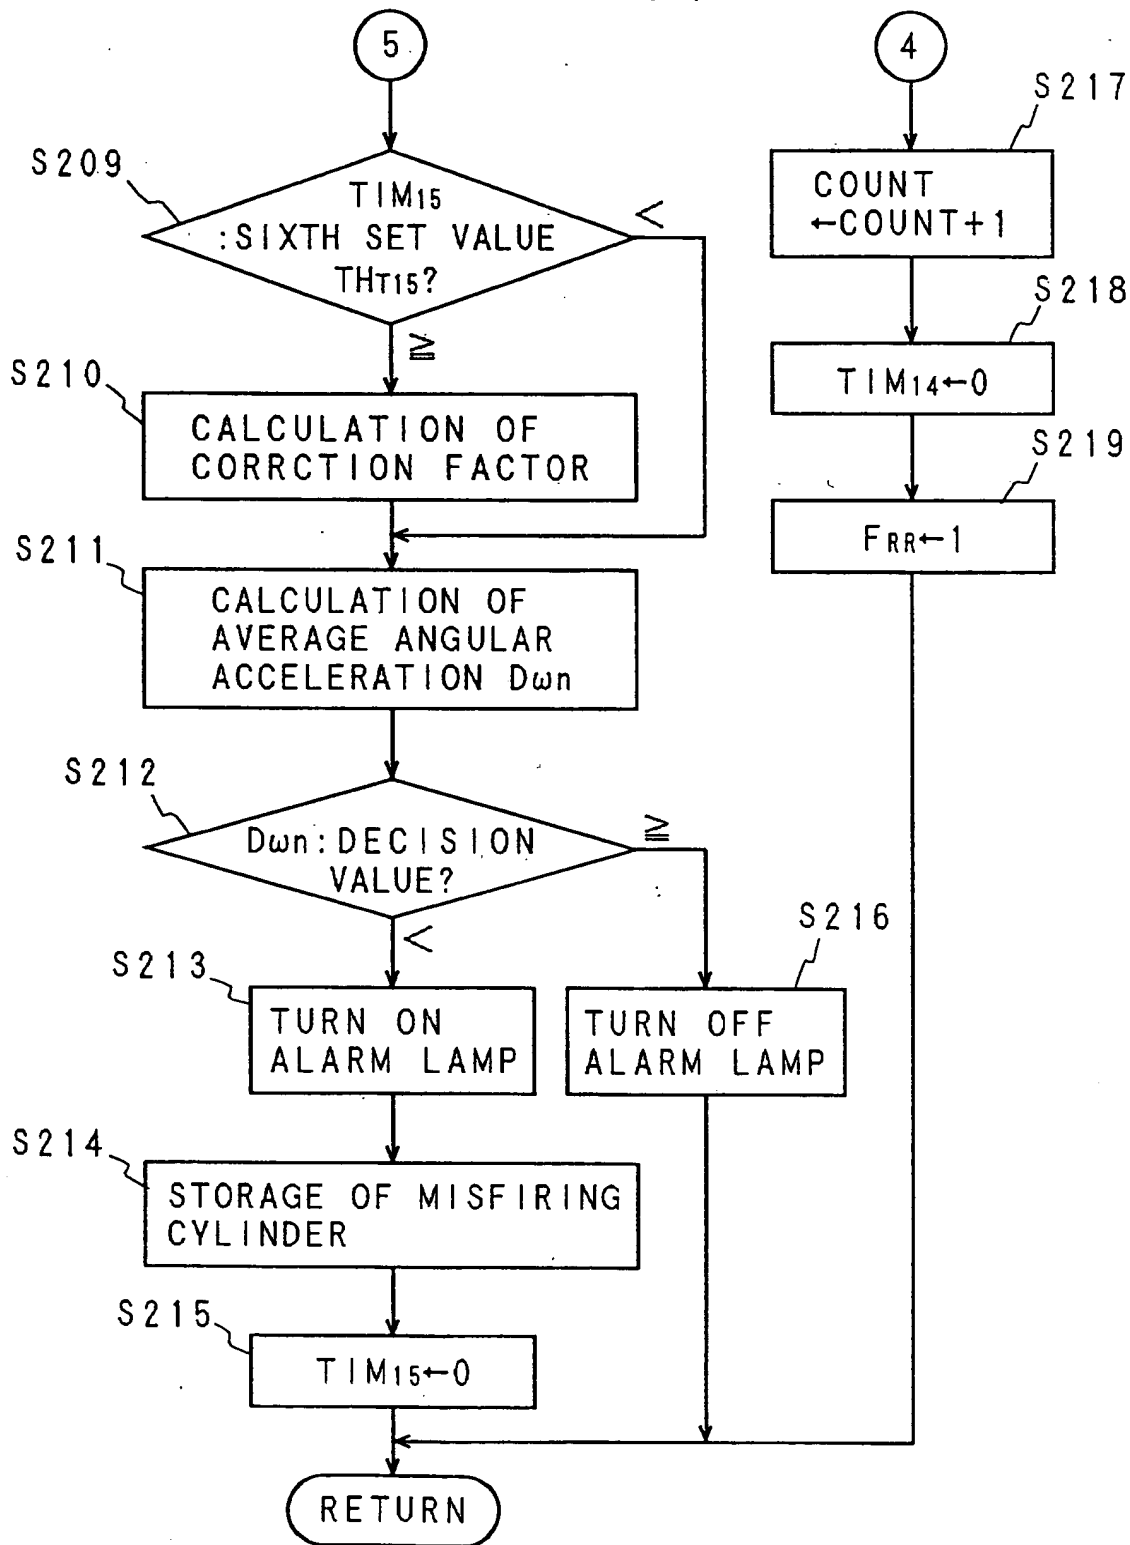 5
S209
TIM15
:SIXTH SET VALUE
THT15?
<
≧
S210
CALCULATION OF
CORRCTION FACTOR
S211
CALCULATION OF
AVERAGE ANGULAR
ACCELERATION Dωn
S212
Dωn:DECISION
VALUE?
≧
<
S213
TURN ON
ALARM LAMP
S216
TURN OFF
ALARM LAMP
S214
STORAGE OF MISFIRING
CYLINDER
S215
TIM15←0
RETURN
4
S217
COUNT
←COUNT+1
S218
TIM14←0
S219
FRR←1